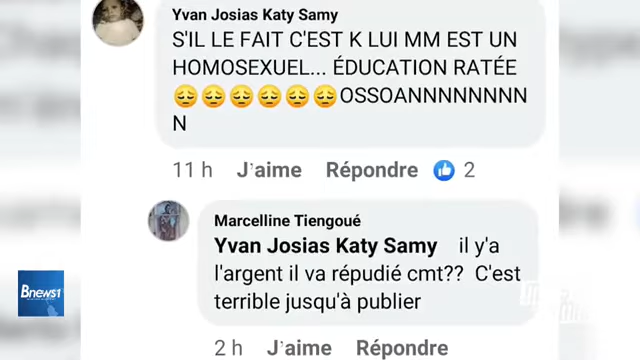 Yvan Josias Katy Samy
S'IL LE FAIT C'EST K LUI MM EST UN
HOMOSEXUEL... ÉDUCATION RATÉE
😔😔😔😔😔😔OSSOANNNNNNNN
N
11 h J'aime Répondre 2
Marcelline Tiengoué
Yvan Josias Katy Samy il y'a
l'argent il va répudié cmt?? C'est
terrible jusqu'à publier
2 h J'aime Répondre
Bnews1